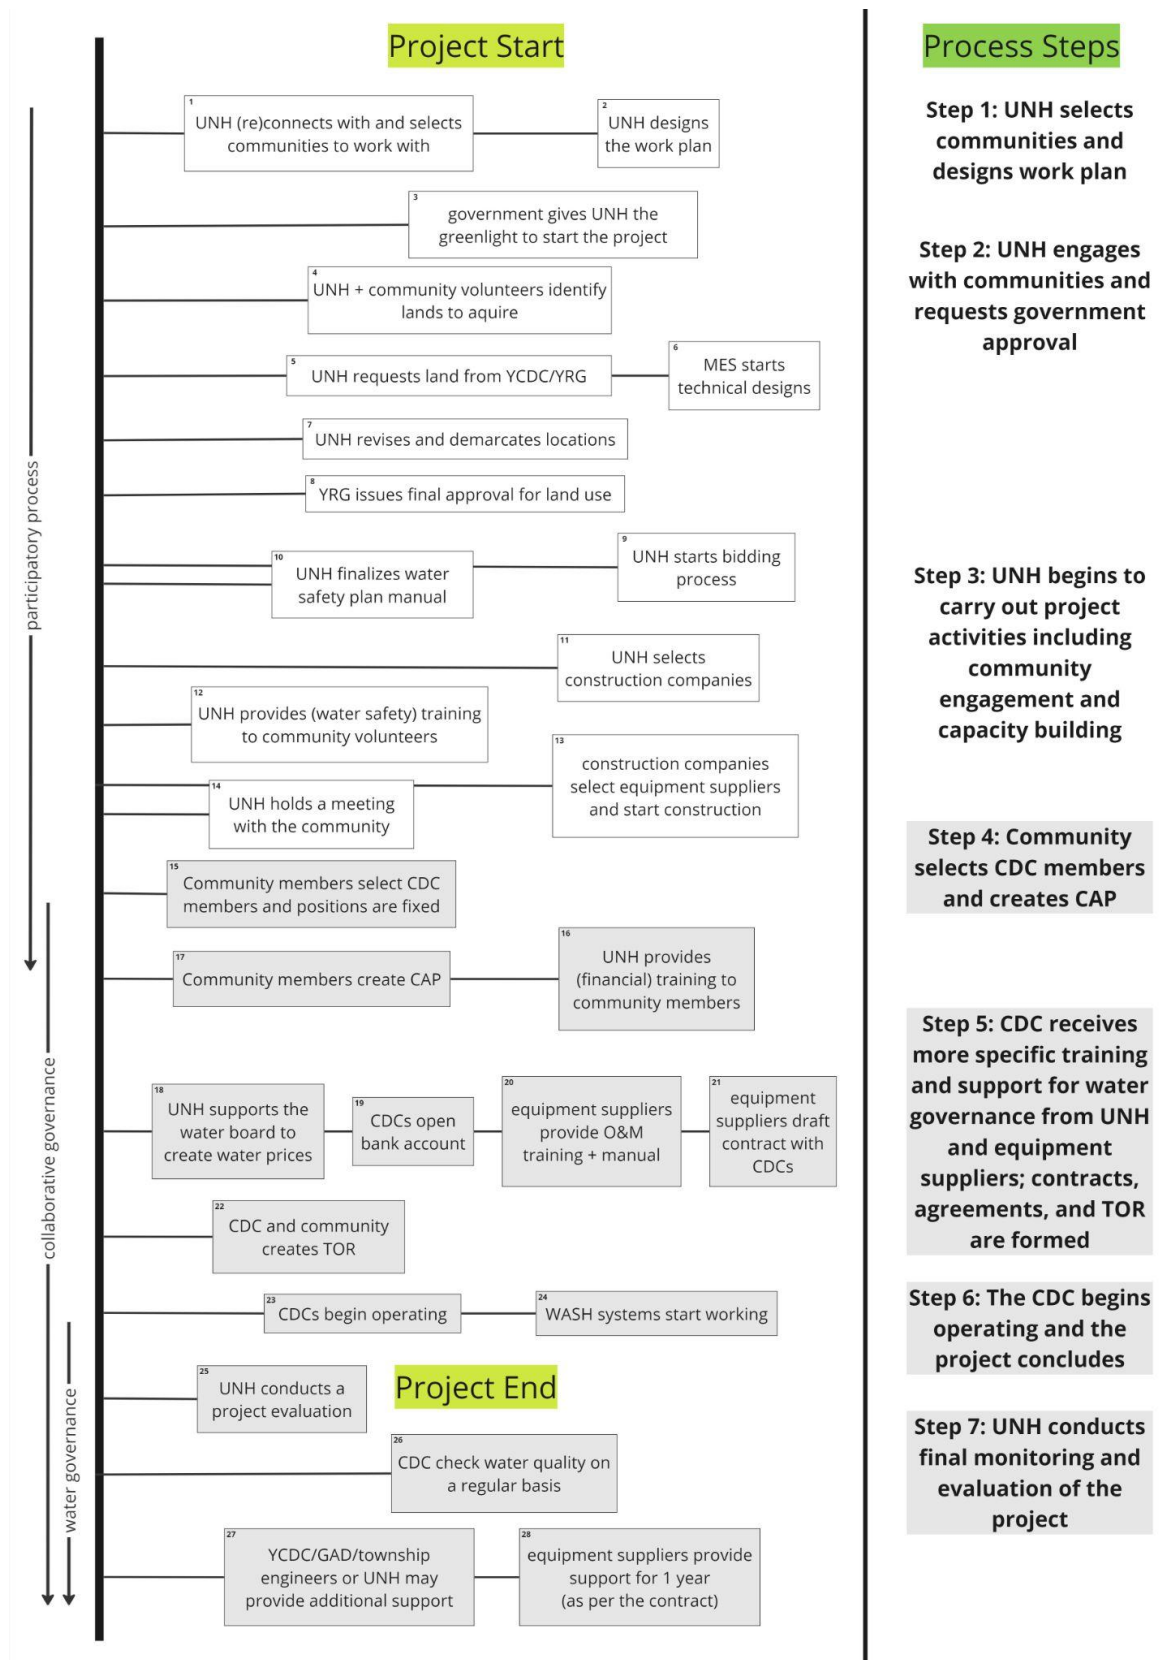 Project Start
Process Steps
1
UNH (re)connects with and selects
communities to work with
2
UNH designs
the work plan
Step 1: UNH selects
communities and
designs work plan
3
government gives UNH the
greenlight to start the project
4
UNH + community volunteers identify
lands to aquire
Step 2: UNH engages
with communities and
requests government
approval
5
UNH requests land from YCDC/YRG
6
MES starts
technical designs
7
UNH revises and demarcates locations
8
YRG issues final approval for land use
participatory process
9
UNH starts bidding
process
10
UNH finalizes water
safety plan manual
Step 3: UNH begins to
carry out project
activities including
community
engagement and
capacity building
11
UNH selects
construction companies
12
UNH provides (water safety) training
to community volunteers
13
construction companies
select equipment suppliers
and start construction
14
UNH holds a meeting
with the community
Step 4: Community
selects CDC members
and creates CAP
15
Community members select CDC
members and positions are fixed
16
UNH provides
(financial) training to
community members
17
Community members create CAP
Step 5: CDC receives
more specific training
and support for water
governance from UNH
and equipment
suppliers; contracts,
agreements, and TOR
are formed
collaborative governance
18
UNH supports the
water board to
create water prices
19
CDCs open
bank account
20
equipment suppliers
provide O&M
training + manual
21
equipment
suppliers draft
contract with
CDCs
22
CDC and community
creates TOR
23
CDCs begin operating
24
WASH systems start working
Step 6: The CDC begins
operating and the
project concludes
25
UNH conducts a
project evaluation
Project End
water governance
26
CDC check water quality on
a regular basis
Step 7: UNH conducts
final monitoring and
evaluation of the
project
27
YCDC/GAD/township
engineers or UNH may
provide additional support
28
equipment suppliers provide
support for 1 year
(as per the contract)